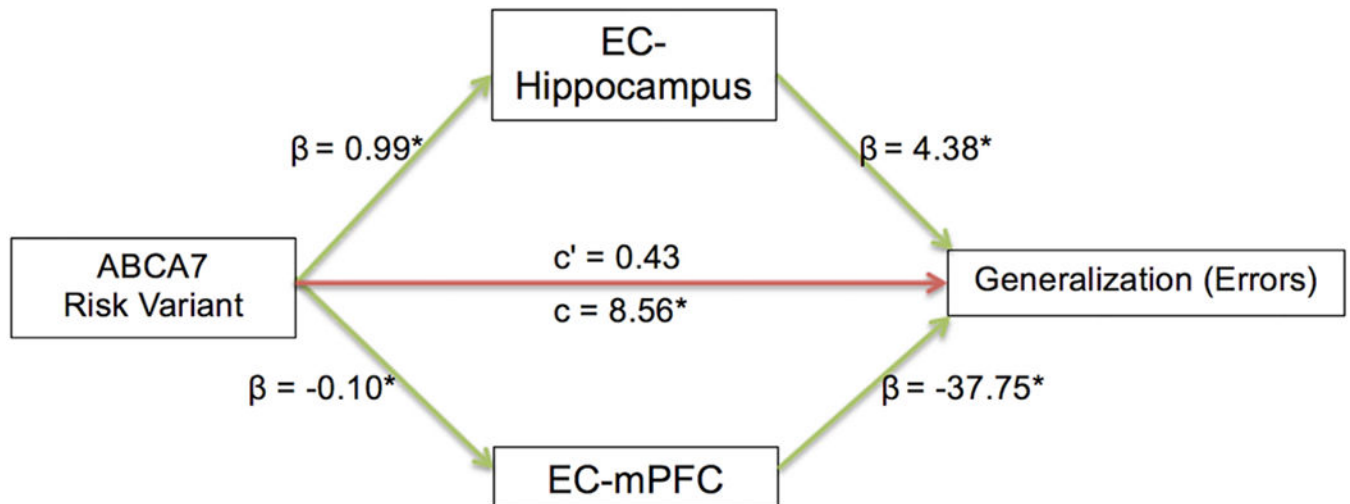 EC-
Hippocampus
β = 0.99*
β = 4.38*
ABCA7
Risk Variant
c' = 0.43
c = 8.56*
Generalization (Errors)
β = -0.10*
β = -37.75*
EC-mPFC